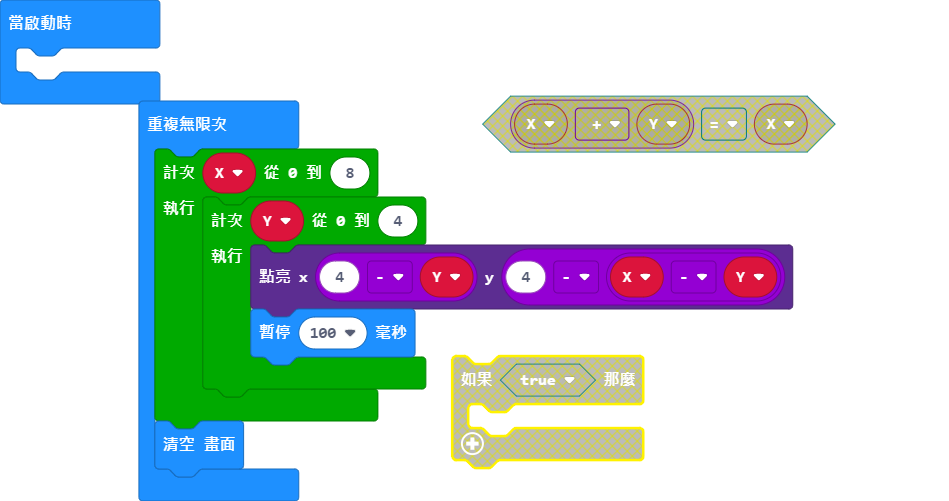 當啟動時
重複無限次
X + Y = X
計次 X 從 0 到 8
執行
計次 Y 從 0 到 4
執行
點亮 x 4 - Y y 4 - X - Y
暫停 100 毫秒
如果 true 那麼
清空 畫面